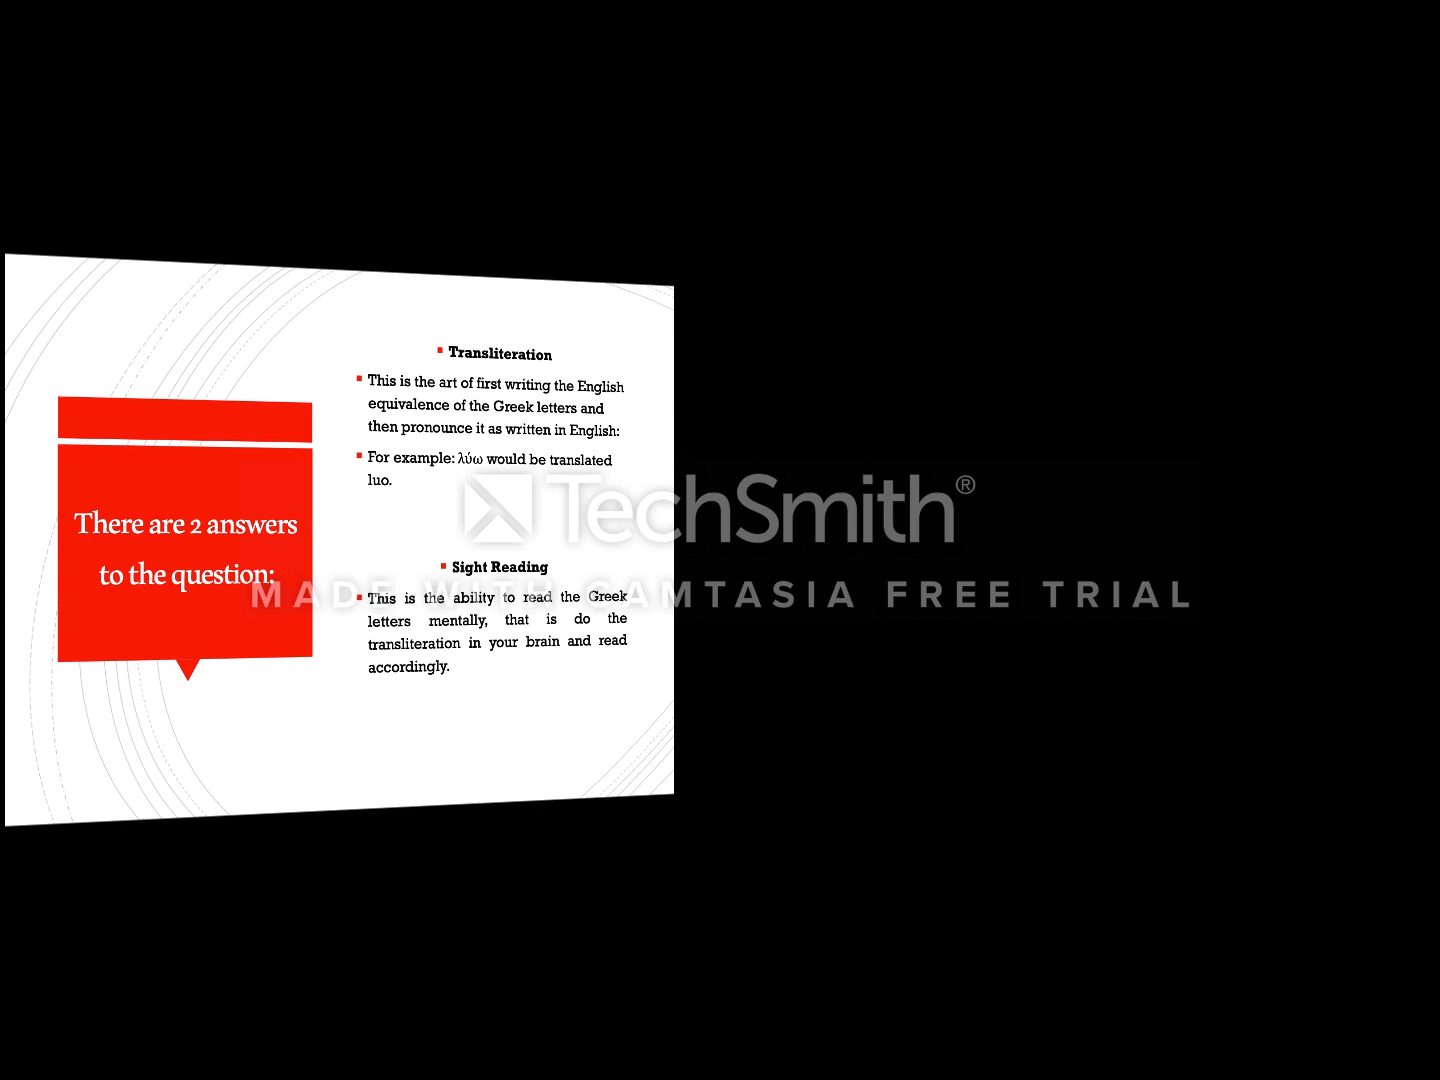 There are 2 answers
to the question:
Transliteration
This is the art of first writing the English
equivalence of the Greek letters and
then pronounce it as written in English:
For example: λύω would be translated
luo.
Sight Reading
This is the ability to read the Greek
letters mentally, that is do the
transliteration in your brain and read
accordingly.
TechSmith®
MADE WITH CAMTASIA FREE TRIAL